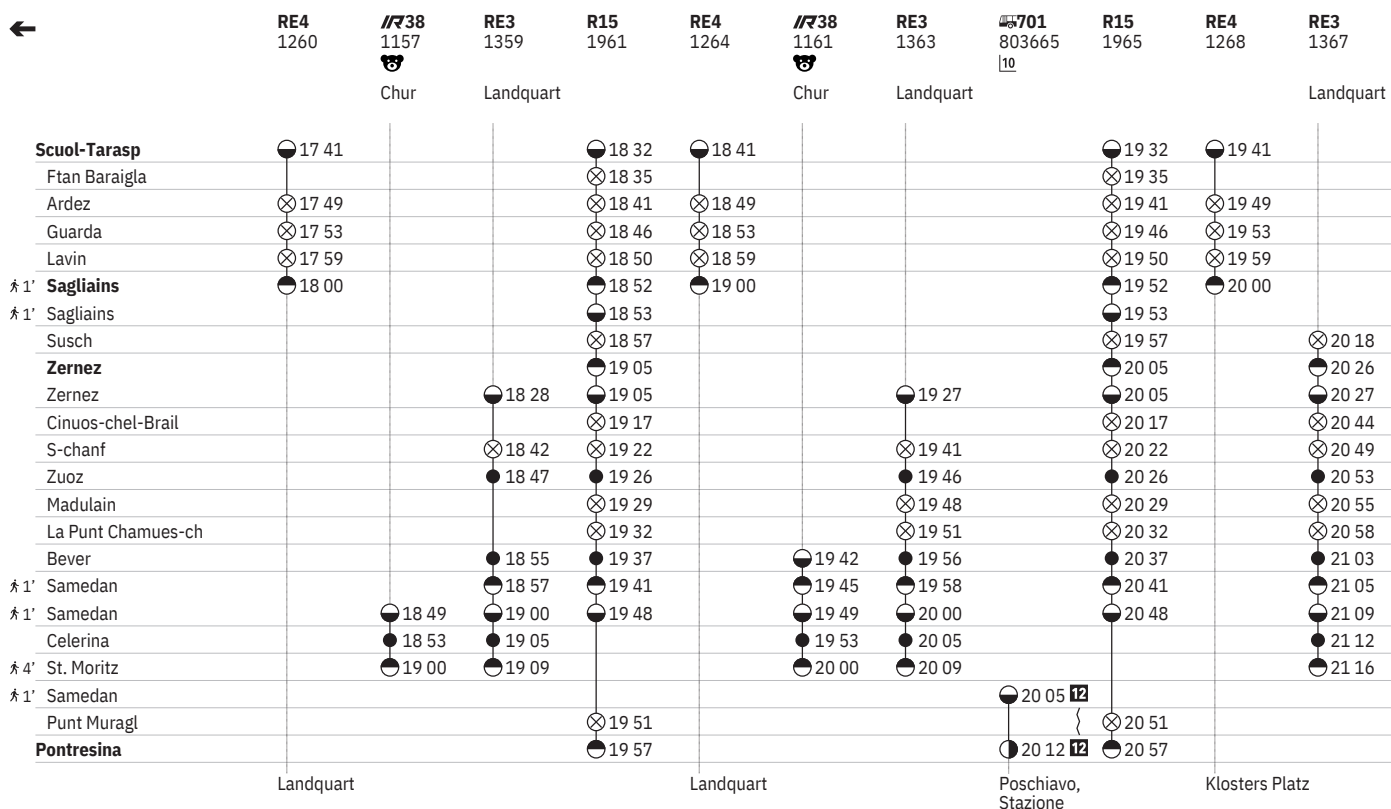 RE4 IR38 RE3 R15 RE4 IR38 RE3 701 R15 RE4 RE3
1260 1157 1359 1961 1264 1161 1363 803665 1965 1268 1367
10
Chur Landquart Chur Landquart Landquart
Scuol-Tarasp 17 41 18 32 18 41 19 32 19 41
Ftan Baraigla 18 35 19 35
Ardez 17 49 18 41 18 49 19 41 19 49
Guarda 17 53 18 46 18 53 19 46 19 53
Lavin 17 59 18 50 18 59 19 50 19 59
1' Sagliains 18 00 18 52 19 00 19 52 20 00
1' Sagliains 18 53 19 53
Susch 18 57 19 57 20 18
Zernez 19 05 20 05 20 26
Zernez 18 28 19 05 19 27 20 05 20 27
Cinuos-chel-Brail 19 17 20 17 20 44
S-chanf 18 42 19 22 19 41 20 22 20 49
Zuoz 18 47 19 26 19 46 20 26 20 53
Madulain 19 29 19 48 20 29 20 55
La Punt Chamues-ch 19 32 19 51 20 32 20 58
Bever 18 55 19 37 19 42 19 56 20 37 21 03
1' Samedan 18 57 19 41 19 45 19 58 20 41 21 05
1' Samedan 18 49 19 00 19 48 19 49 20 00 20 48 21 09
Celerina 18 53 19 05 19 53 20 05 21 12
4' St. Moritz 19 00 19 09 20 00 20 09 21 16
1' Samedan 20 05 12
Punt Muragl 19 51 20 51
Pontresina 19 57 20 12 12 20 57
Landquart Landquart Poschiavo, Klosters Platz
Stazione